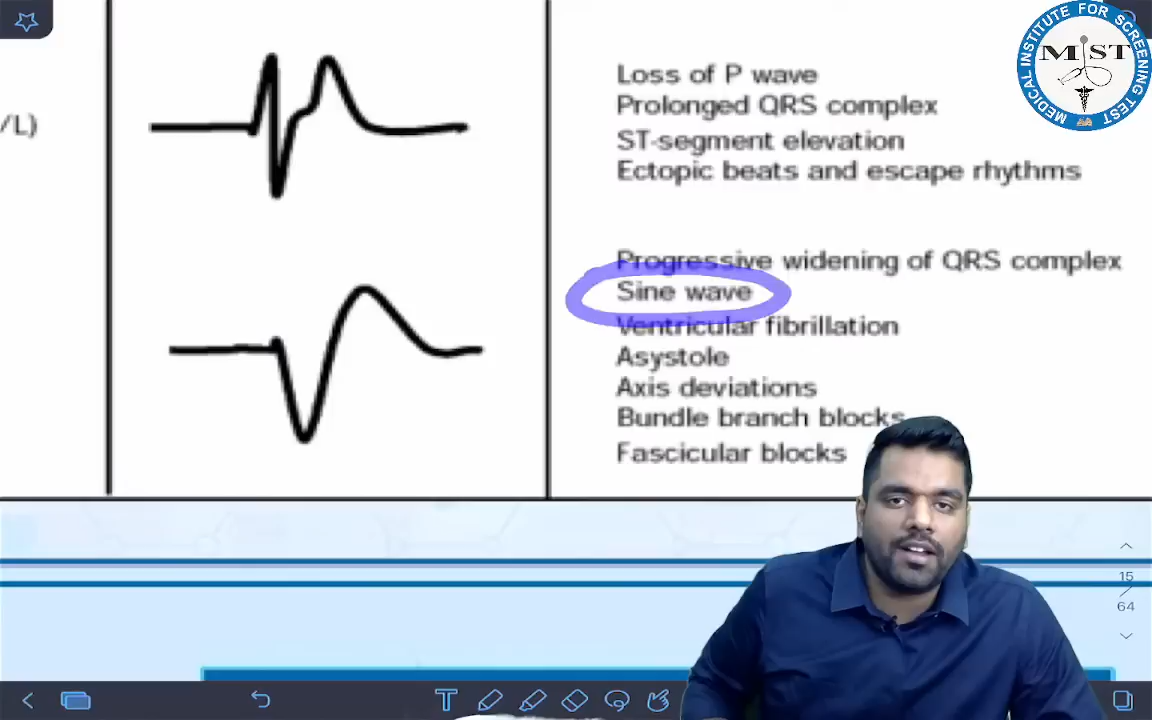 MEDICAL INSTITUTE FOR SCREENING TEST
MIST
/L)
Loss of P wave
Prolonged QRS complex
ST-segment elevation
Ectopic beats and escape rhythms
Progressive widening of QRS complex
Sine wave
Ventricular fibrillation
Asystole
Axis deviations
Bundle branch blocks
Fascicular blocks
15
64
T